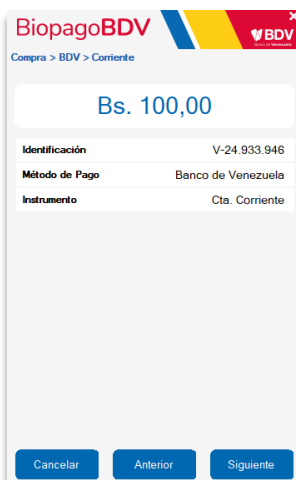 BiopagoBDV
BDV
Banco de Venezuela
Compra > BDV > Corriente
Bs. 100,00
Identificación V-24.933.946
Método de Pago Banco de Venezuela
Instrumento Cta. Corriente
Cancelar Anterior Siguiente